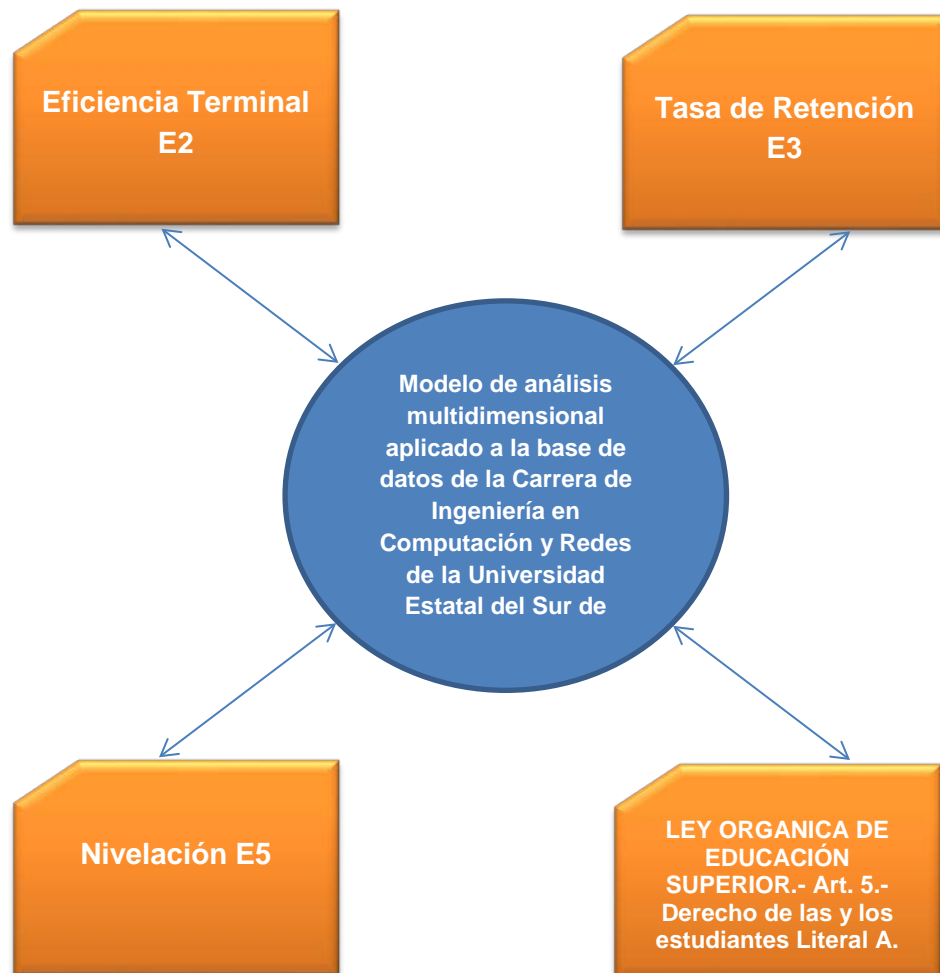 Eficiencia Terminal
E2
Tasa de Retención
E3
Modelo de análisis
multidimensional
aplicado a la base de
datos de la Carrera de
Ingeniería en
Computación y Redes
de la Universidad
Estatal del Sur de
Nivelación E5
LEY ORGANICA DE
EDUCACIÓN
SUPERIOR.- Art. 5.-
Derecho de las y los
estudiantes Literal A.